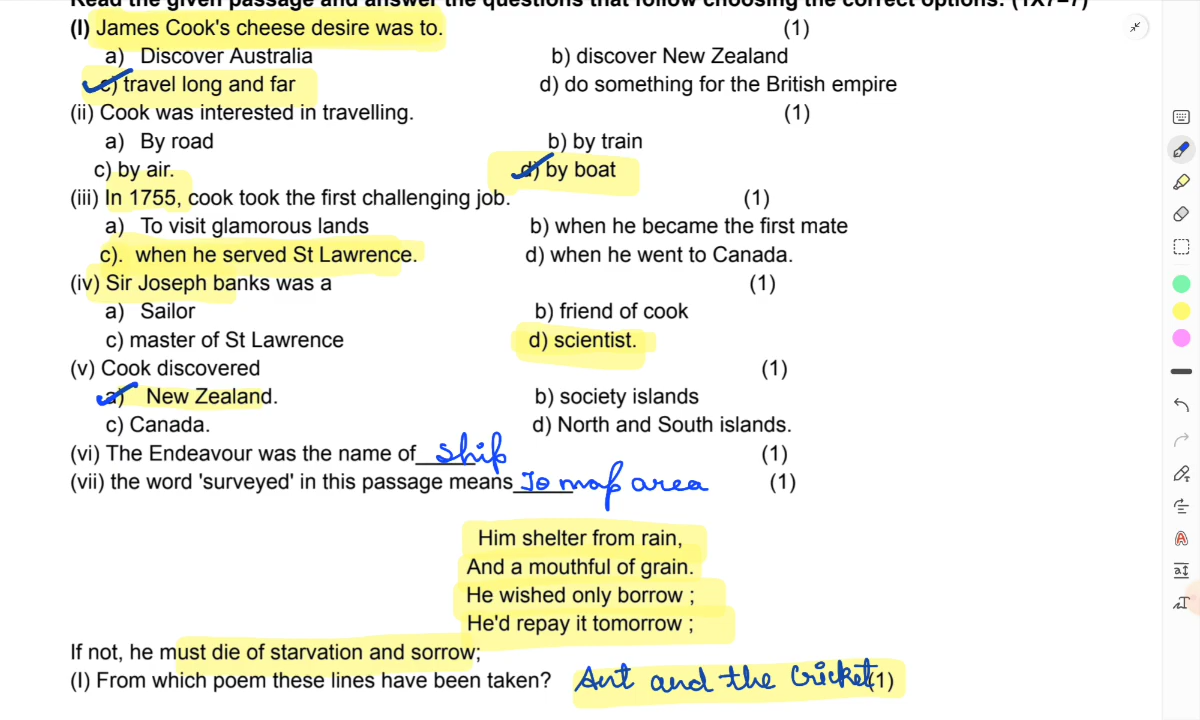 Read the given passage and answer the questions that follow choosing the correct options: (1X7=7)
(I) James Cook's cheese desire was to. (1)
a) Discover Australia b) discover New Zealand
c) travel long and far d) do something for the British empire
(ii) Cook was interested in travelling. (1)
a) By road b) by train
c) by air. d) by boat
(iii) In 1755, cook took the first challenging job. (1)
a) To visit glamorous lands b) when he became the first mate
c). when he served St Lawrence. d) when he went to Canada.
(iv) Sir Joseph banks was a (1)
a) Sailor b) friend of cook
c) master of St Lawrence d) scientist.
(v) Cook discovered (1)
a) New Zealand. b) society islands
c) Canada. d) North and South islands.
(vi) The Endeavour was the name of ship (1)
(vii) the word 'surveyed' in this passage means To map area (1)
Him shelter from rain,
And a mouthful of grain.
He wished only borrow ;
He'd repay it tomorrow ;
If not, he must die of starvation and sorrow;
(I) From which poem these lines have been taken? Ant and the Cricket (1)